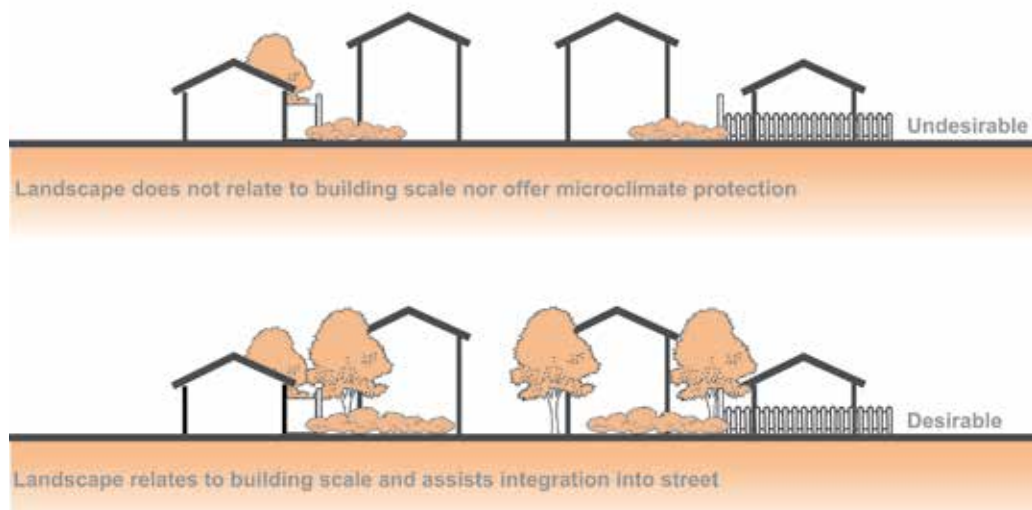 Undesirable
Landscape does not relate to building scale nor offer microclimate protection
Desirable
Landscape relates to building scale and assists integration into street